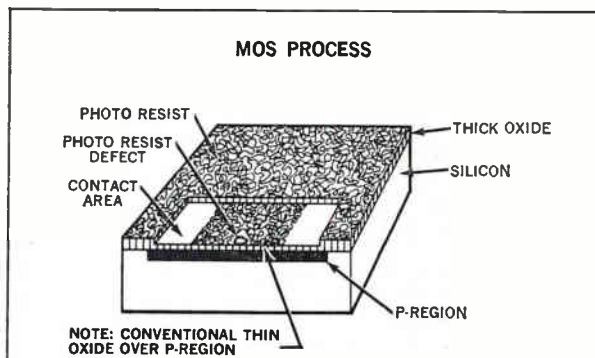 MOS PROCESS
PHOTO RESIST
PHOTO RESIST
DEFECT
CONTACT
AREA
THICK OXIDE
SILICON
P-REGION
NOTE: CONVENTIONAL THIN
OXIDE OVER P-REGION